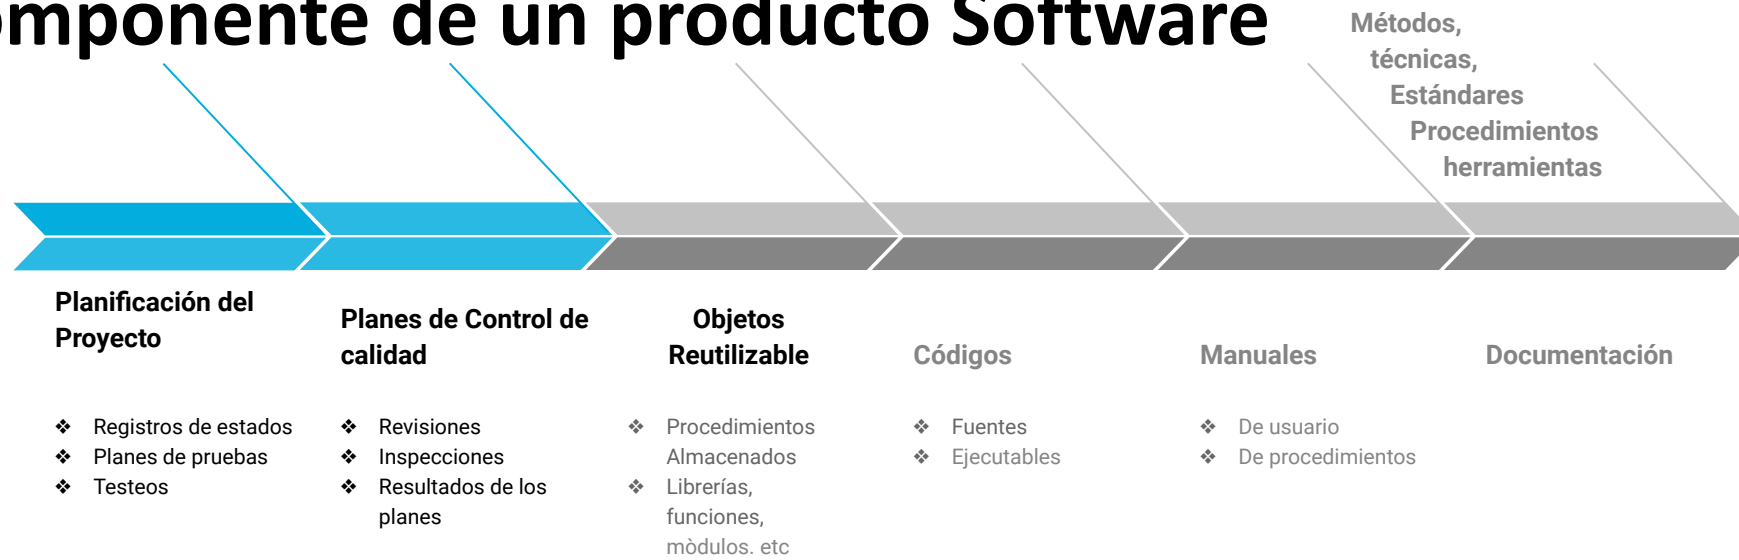 omponente de un producto Software
Métodos,
técnicas,
Estándares
Procedimientos
herramientas
Planificación del
Proyecto
❖ Registros de estados
❖ Planes de pruebas
❖ Testeos
Planes de Control de
calidad
❖ Revisiones
❖ Inspecciones
❖ Resultados de los
planes
Objetos
Reutilizable
❖ Procedimientos
Almacenados
❖ Librerías,
funciones,
mòdulos. etc
Códigos
❖ Fuentes
❖ Ejecutables
Manuales
❖ De usuario
❖ De procedimientos
Documentación